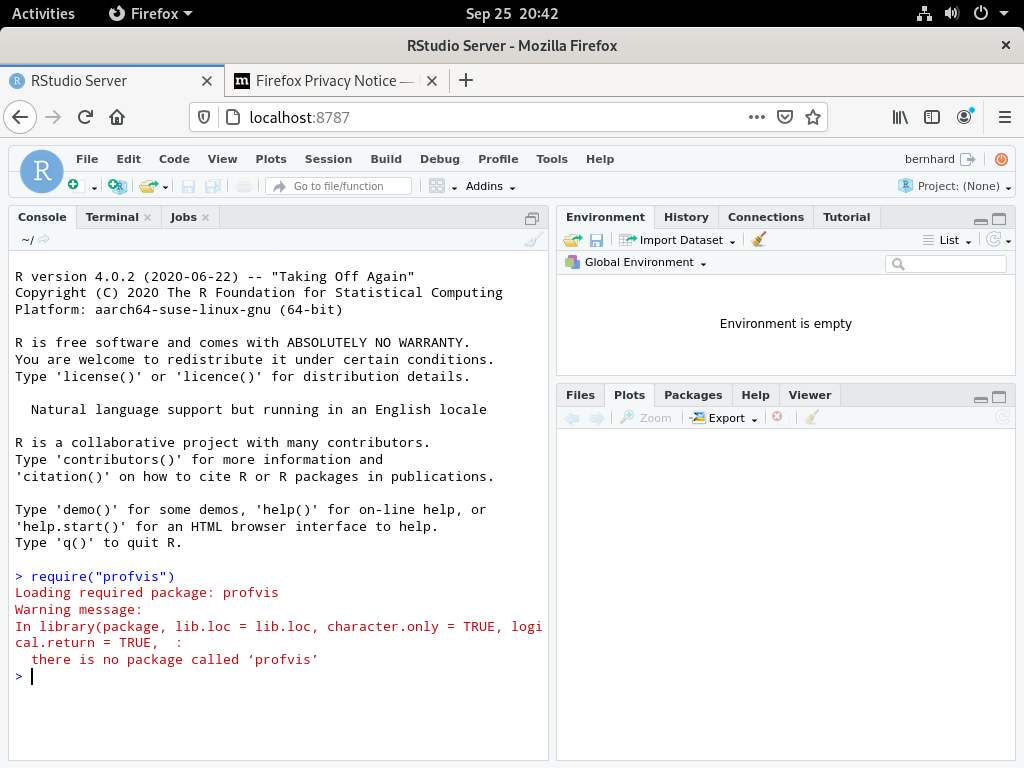 Activities Firefox Sep 25 20:42
RStudio Server - Mozilla Firefox
RStudio Server Firefox Privacy Notice —
localhost:8787
R File Edit Code View Plots Session Build Debug Profile Tools Help bernhard
Go to file/function Addins Project: (None)
Console Terminal Jobs
~/
R version 4.0.2 (2020-06-22) -- "Taking Off Again"
Copyright (C) 2020 The R Foundation for Statistical Computing
Platform: aarch64-suse-linux-gnu (64-bit)
R is free software and comes with ABSOLUTELY NO WARRANTY.
You are welcome to redistribute it under certain conditions.
Type 'license()' or 'licence()' for distribution details.
Natural language support but running in an English locale
R is a collaborative project with many contributors.
Type 'contributors()' for more information and
'citation()' on how to cite R or R packages in publications.
Type 'demo()' for some demos, 'help()' for on-line help, or
'help.start()' for an HTML browser interface to help.
Type 'q()' to quit R.
> require("profvis")
Loading required package: profvis
Warning message:
In library(package, lib.loc = lib.loc, character.only = TRUE, logi
cal.return = TRUE,  :
there is no package called ‘profvis’
>
Environment History Connections Tutorial
Import Dataset List
Global Environment
Environment is empty
Files Plots Packages Help Viewer
Zoom Export